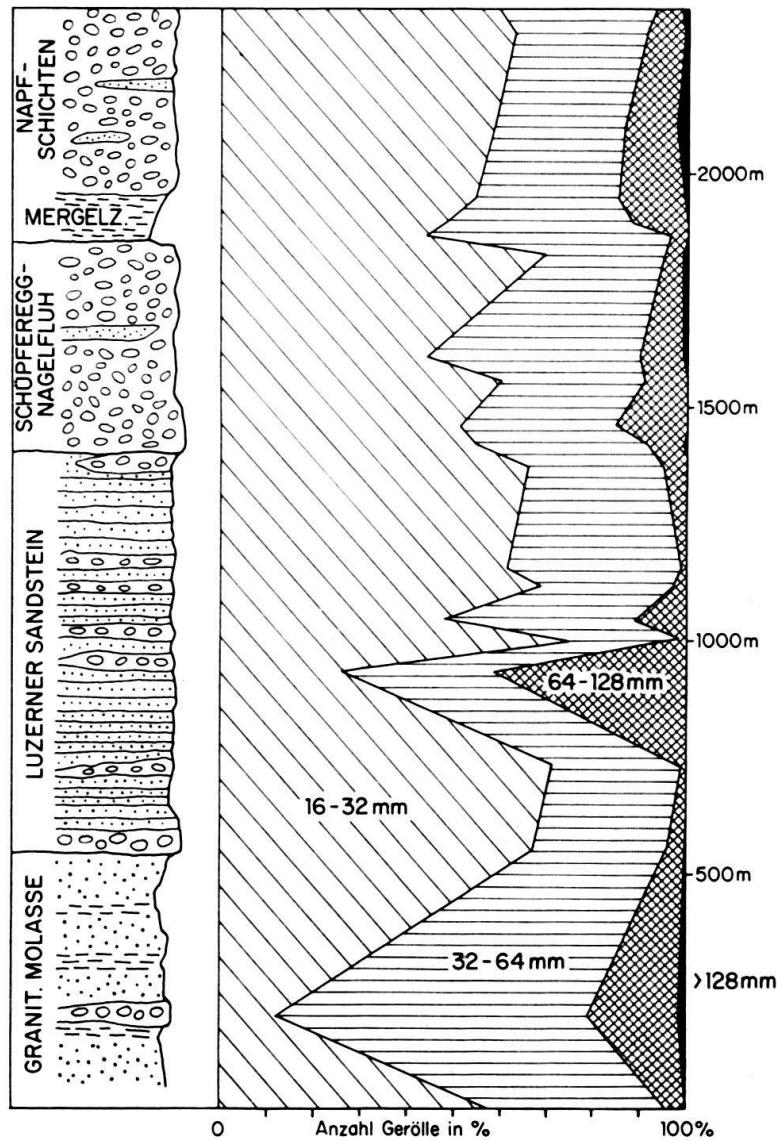 NAPF-
SCHICHTEN
MERGELZ.
SCHÜPFEREGG-
NAGELFLUH
LUZERNER SANDSTEIN
GRANIT. MOLASSE
2000m
1500m
1000m
64-128mm
16-32mm
500m
32-64mm
>128mm
0
Anzahl Gerölle in %
100%